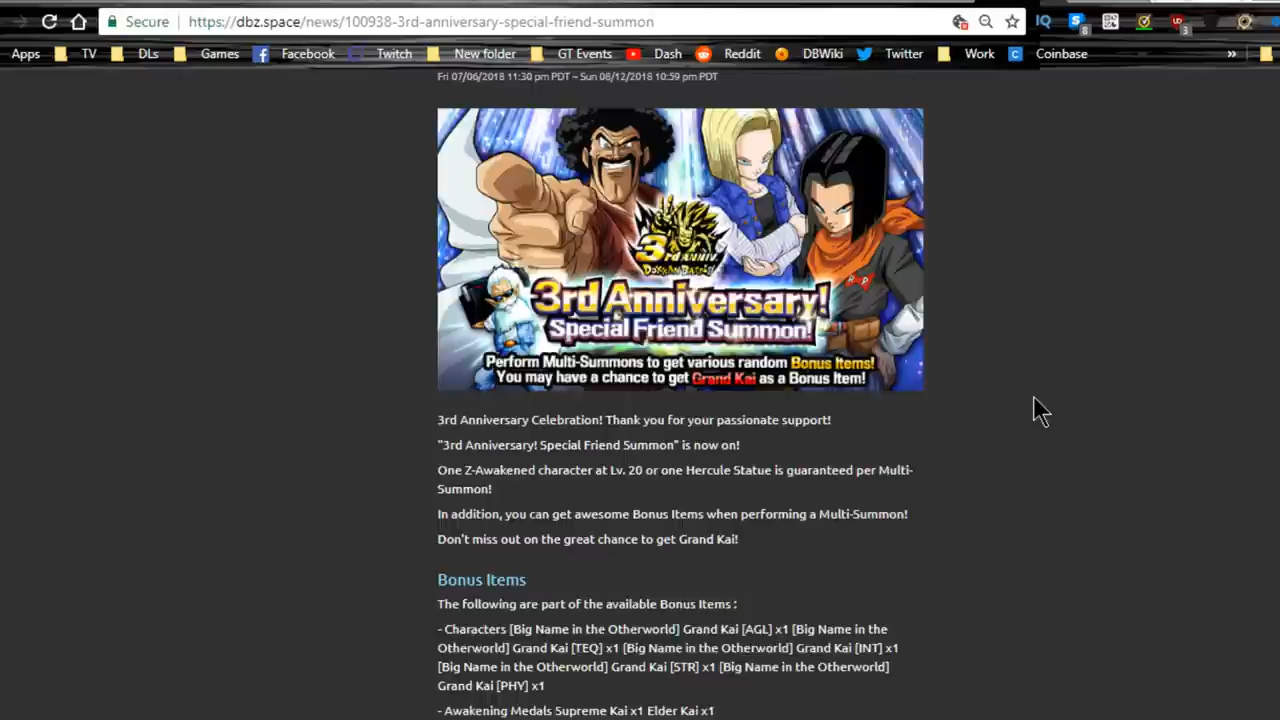 Secure https://dbz.space/news/100938-3rd-anniversary-special-friend-summon IQ 8 3
Apps TV DLs Games Facebook Twitch New folder GT Events Dash Reddit DBWiki Twitter Work Coinbase »
Fri 07/06/2018 11:30 pm PDT ~ Sun 08/12/2018 10:59 pm PDT
3rd ANNIV.
DOKKAN BATTLE
3rd Anniversary!
Special Friend Summon!
Perform Multi-Summons to get various random Bonus Items!
You may have a chance to get Grand Kai as a Bonus Item!
3rd Anniversary Celebration! Thank you for your passionate support!
"3rd Anniversary! Special Friend Summon" is now on!
One Z-Awakened character at Lv. 20 or one Hercule Statue is guaranteed per Multi-
Summon!
In addition, you can get awesome Bonus Items when performing a Multi-Summon!
Don't miss out on the great chance to get Grand Kai!
Bonus Items
The following are part of the available Bonus Items :
- Characters [Big Name in the Otherworld] Grand Kai [AGL] x1 [Big Name in the
Otherworld] Grand Kai [TEQ] x1 [Big Name in the Otherworld] Grand Kai [INT] x1
[Big Name in the Otherworld] Grand Kai [STR] x1 [Big Name in the Otherworld]
Grand Kai [PHY] x1
- Awakening Medals Supreme Kai x1 Elder Kai x1